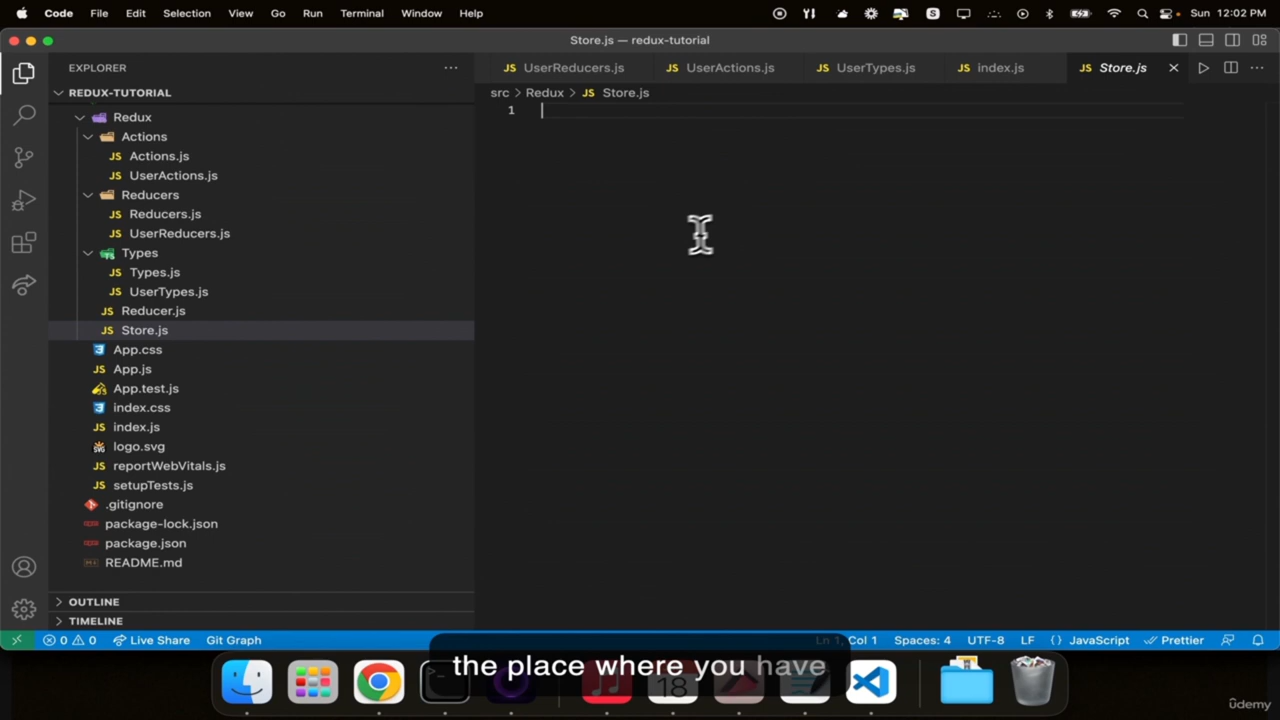 Code File Edit Selection View Go Run Terminal Window Help Sun 12:02 PM
Store.js — redux-tutorial
EXPLORER
UserReducers.js UserActions.js UserTypes.js index.js Store.js
REDUX-TUTORIAL
src > Redux > Store.js
1
Redux
Actions
Actions.js
UserActions.js
Reducers
Reducers.js
UserReducers.js
Types
Types.js
UserTypes.js
Reducer.js
Store.js
App.css
App.js
App.test.js
index.css
index.js
logo.svg
reportWebVitals.js
setupTests.js
.gitignore
package-lock.json
package.json
README.md
OUTLINE
TIMELINE
0 0 Live Share Git Graph Ln 1, Col 1 Spaces: 4 UTF-8 LF {} JavaScript Prettier
the place where you have
18
udemy